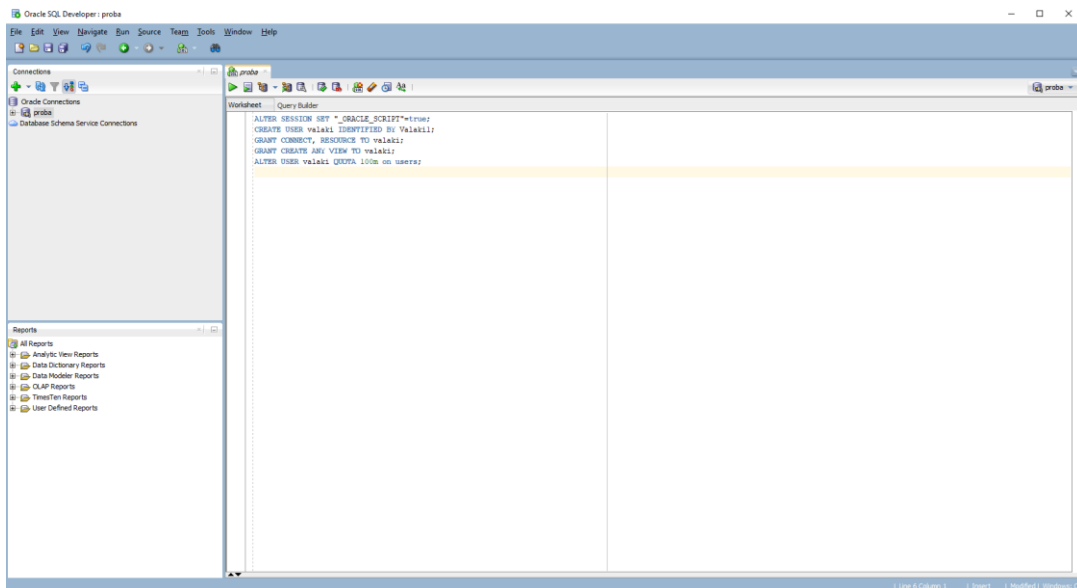 Oracle SQL Developer : proba
File Edit View Navigate Run Source Team Tools Window Help
Connections
Oracle Connections
proba
Database Schema Service Connections
Reports
All Reports
Analytic View Reports
Data Dictionary Reports
Data Modeler Reports
OLAP Reports
TimesTen Reports
User Defined Reports
proba
proba
Worksheet Query Builder
ALTER SESSION SET "_ORACLE_SCRIPT"=true;
CREATE USER valaki IDENTIFIED BY Valaki1;
GRANT CONNECT, RESOURCE TO valaki;
GRANT CREATE ANY VIEW TO valaki;
ALTER USER valaki QUOTA 100m on users;
Line 6 Column 1 | Insert | Modified | Windows: